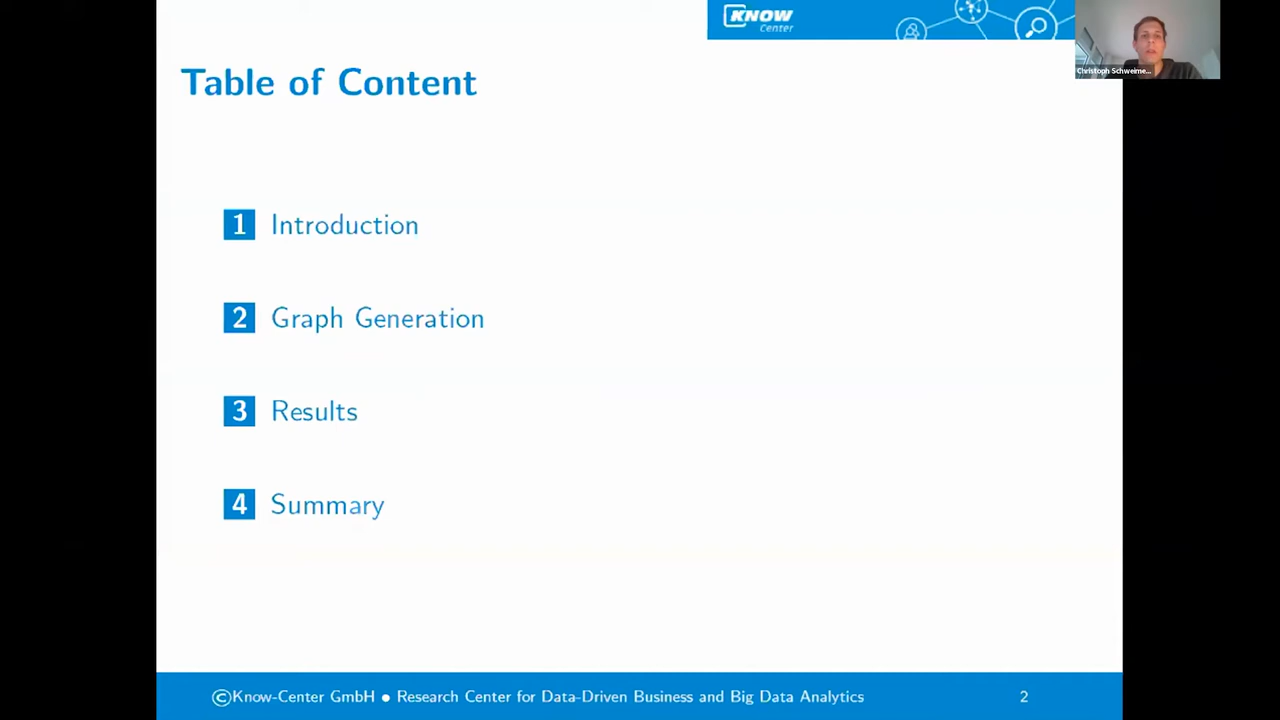 KNOW
Center
Christoph Schweime...
Table of Content
1 Introduction
2 Graph Generation
3 Results
4 Summary
©Know-Center GmbH • Research Center for Data-Driven Business and Big Data Analytics
2